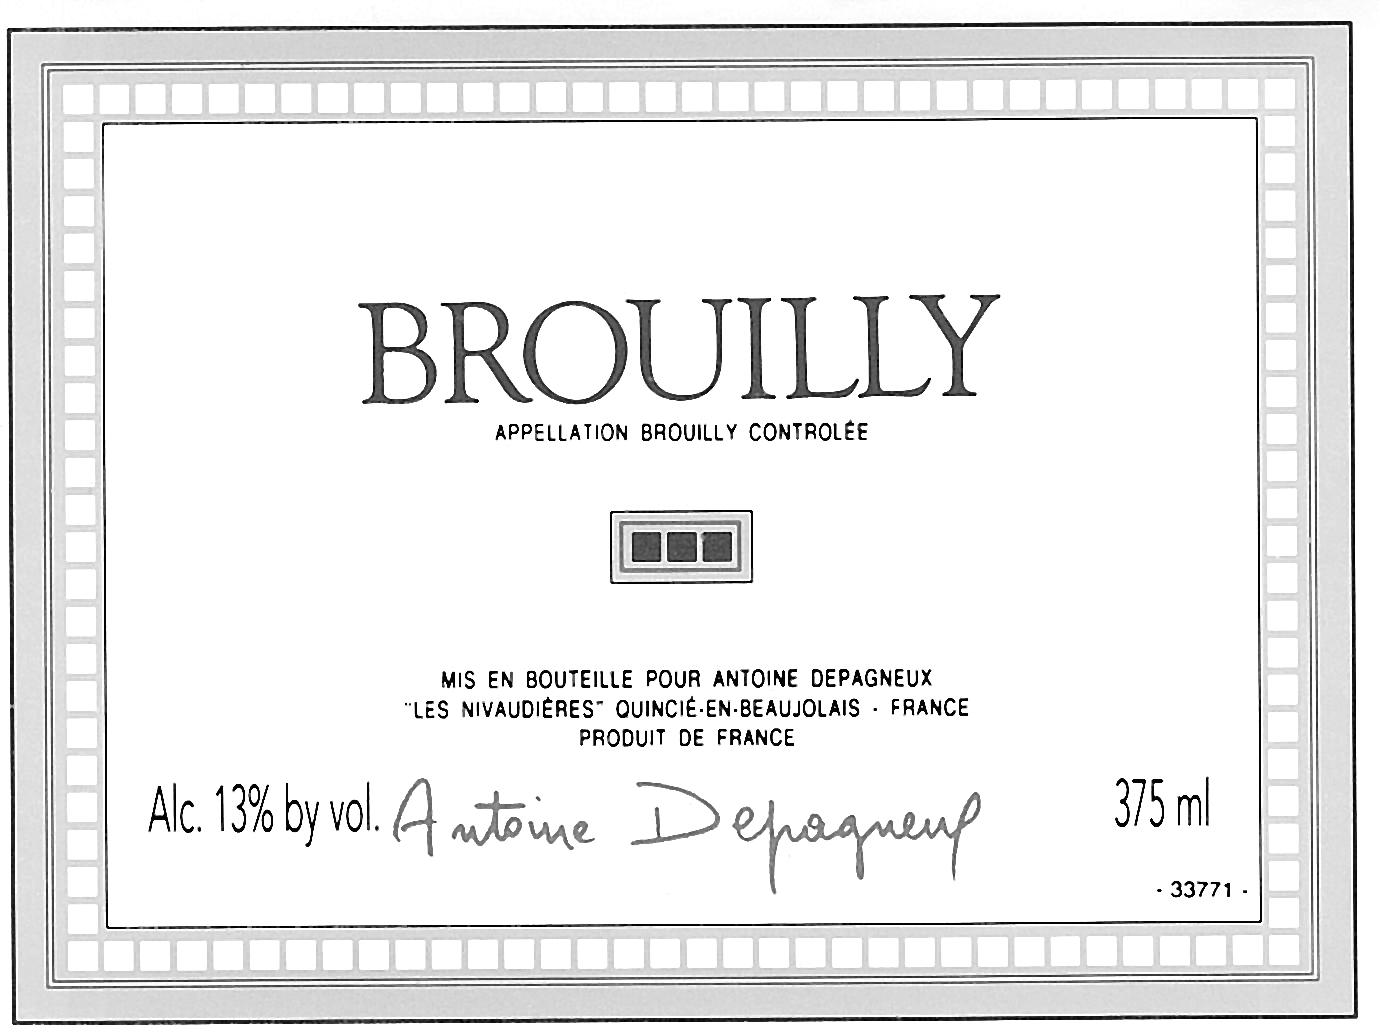 BROUILLY
APPELLATION BROUILLY CONTROLÉE
MIS EN BOUTEILLE POUR ANTOINE DEPAGNEUX
"LES NIVAUDIÈRES" QUINCIÉ-EN-BEAUJOLAIS - FRANCE
PRODUIT DE FRANCE
Alc. 13% by vol. Antoine Depagneux 375 ml
- 33771 -